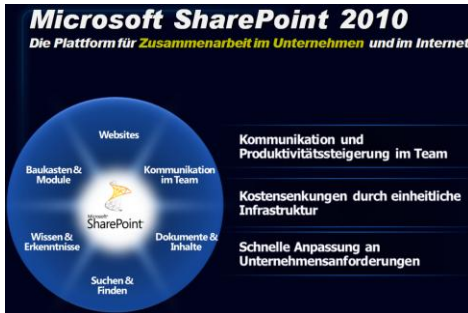 Microsoft SharePoint 2010
Die Plattform für Zusammenarbeit im Unternehmen und im Internet
Websites
Baukasten &
Module
Kommunikation
im Team
Microsoft
SharePoint
Wissen &
Erkenntnisse
Dokumente &
Inhalte
Suchen &
Finden
Kommunikation und
Produktivitätssteigerung im Team
Kostensenkungen durch einheitliche
Infrastruktur
Schnelle Anpassung an
Unternehmensanforderungen